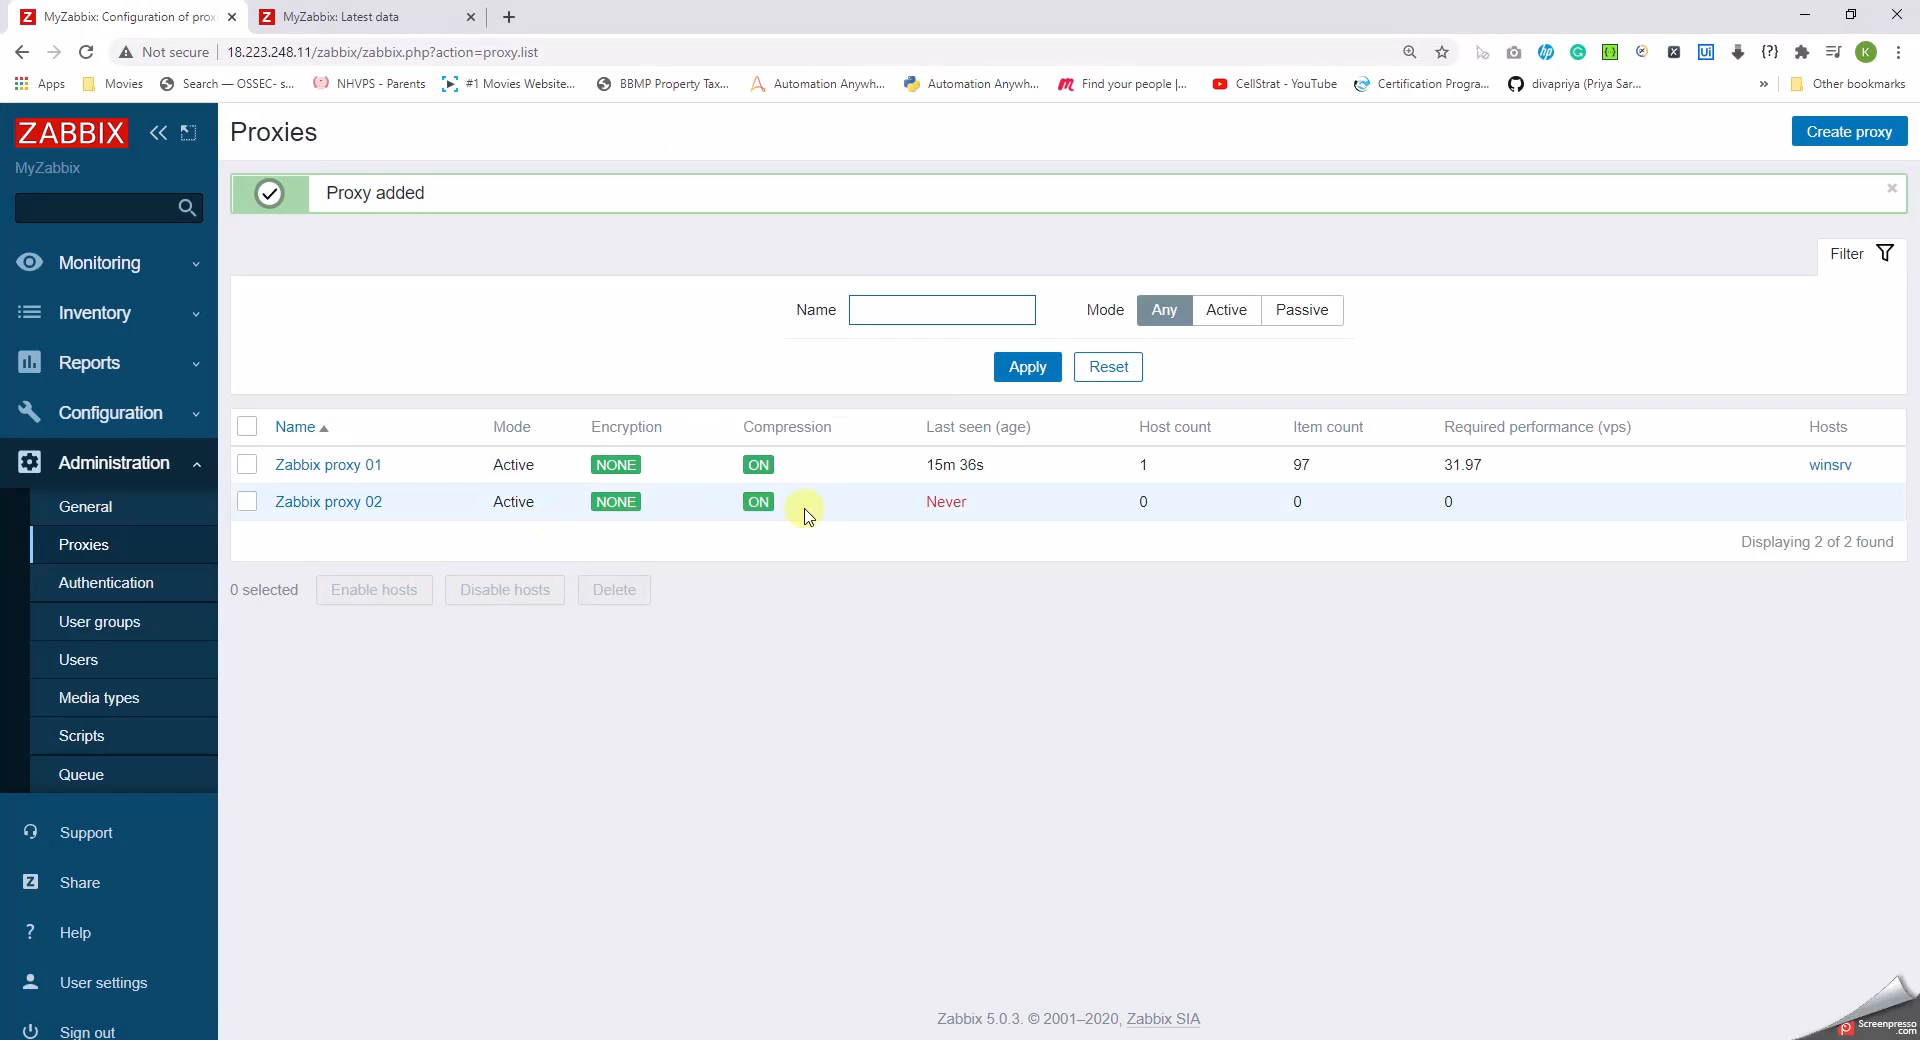 MyZabbix: Configuration of prox
MyZabbix: Latest data
Not secure
18.223.248.11/zabbix/zabbix.php?action=proxy.list
Apps
Movies
Search — OSSEC- s...
NHVPS - Parents
#1 Movies Website...
BBMP Property Tax...
Automation Anywh...
Automation Anywh...
Find your people |...
CellStrat - YouTube
Certification Progra...
divapriya (Priya Sar...
»
Other bookmarks
ZABBIX
MyZabbix
Monitoring
Inventory
Reports
Configuration
Administration
General
Proxies
Authentication
User groups
Users
Media types
Scripts
Queue
Support
Share
Help
User settings
Sign out
Proxies
Create proxy
Proxy added
Filter
Name
Mode Any Active Passive
Apply Reset
Name Mode Encryption Compression Last seen (age) Host count Item count Required performance (vps) Hosts
Zabbix proxy 01 Active NONE ON 15m 36s 1 97 31.97 winsrv
Zabbix proxy 02 Active NONE ON Never 0 0 0
Displaying 2 of 2 found
0 selected Enable hosts Disable hosts Delete
Zabbix 5.0.3. © 2001–2020, Zabbix SIA
Screenpresso
.com